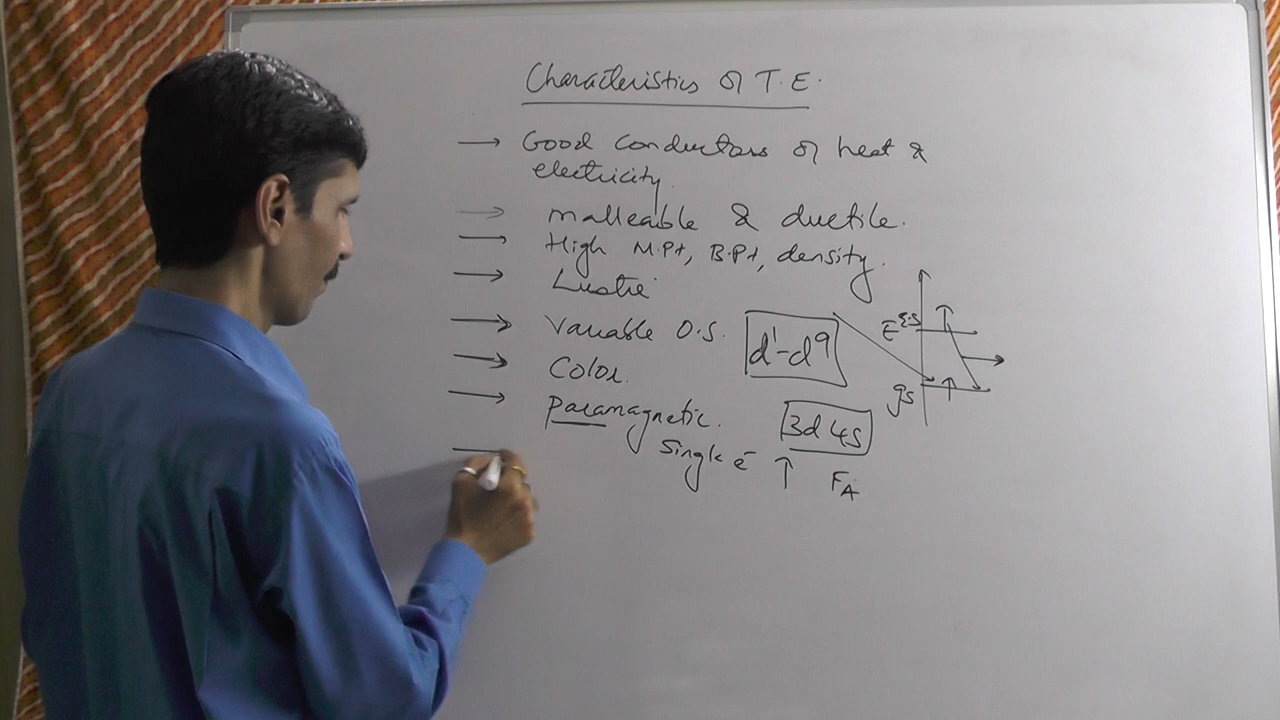 Characteristics of T.E.
→ Good conductors of heat &
electricity.
→ Malleable & ductile.
→ High M.Pt, B.Pt, density.
→ Lustre
→ Variable O.S. d¹-d⁹
→ Color.
→ Paramagnetic. 3d 4s
Single e⁻ ↑ FA
E ES
gs